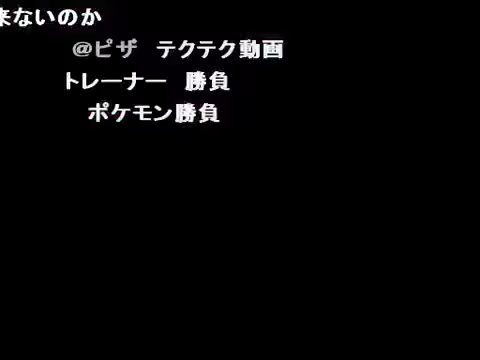 来ないのか
@ピザ テクテク動画
トレーナー 勝負
ポケモン勝負